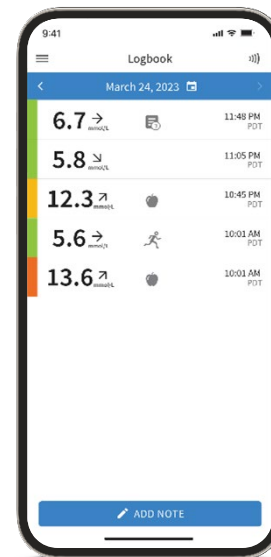 9:41
Logbook
March 24, 2023
6.7 mmol/L 11:48 PM
PDT
5.8 mmol/L 11:05 PM
PDT
12.3 mmol/L 10:45 PM
PDT
5.6 mmol/L 10:01 AM
PDT
13.6 mmol/L 10:01 AM
PDT
ADD NOTE